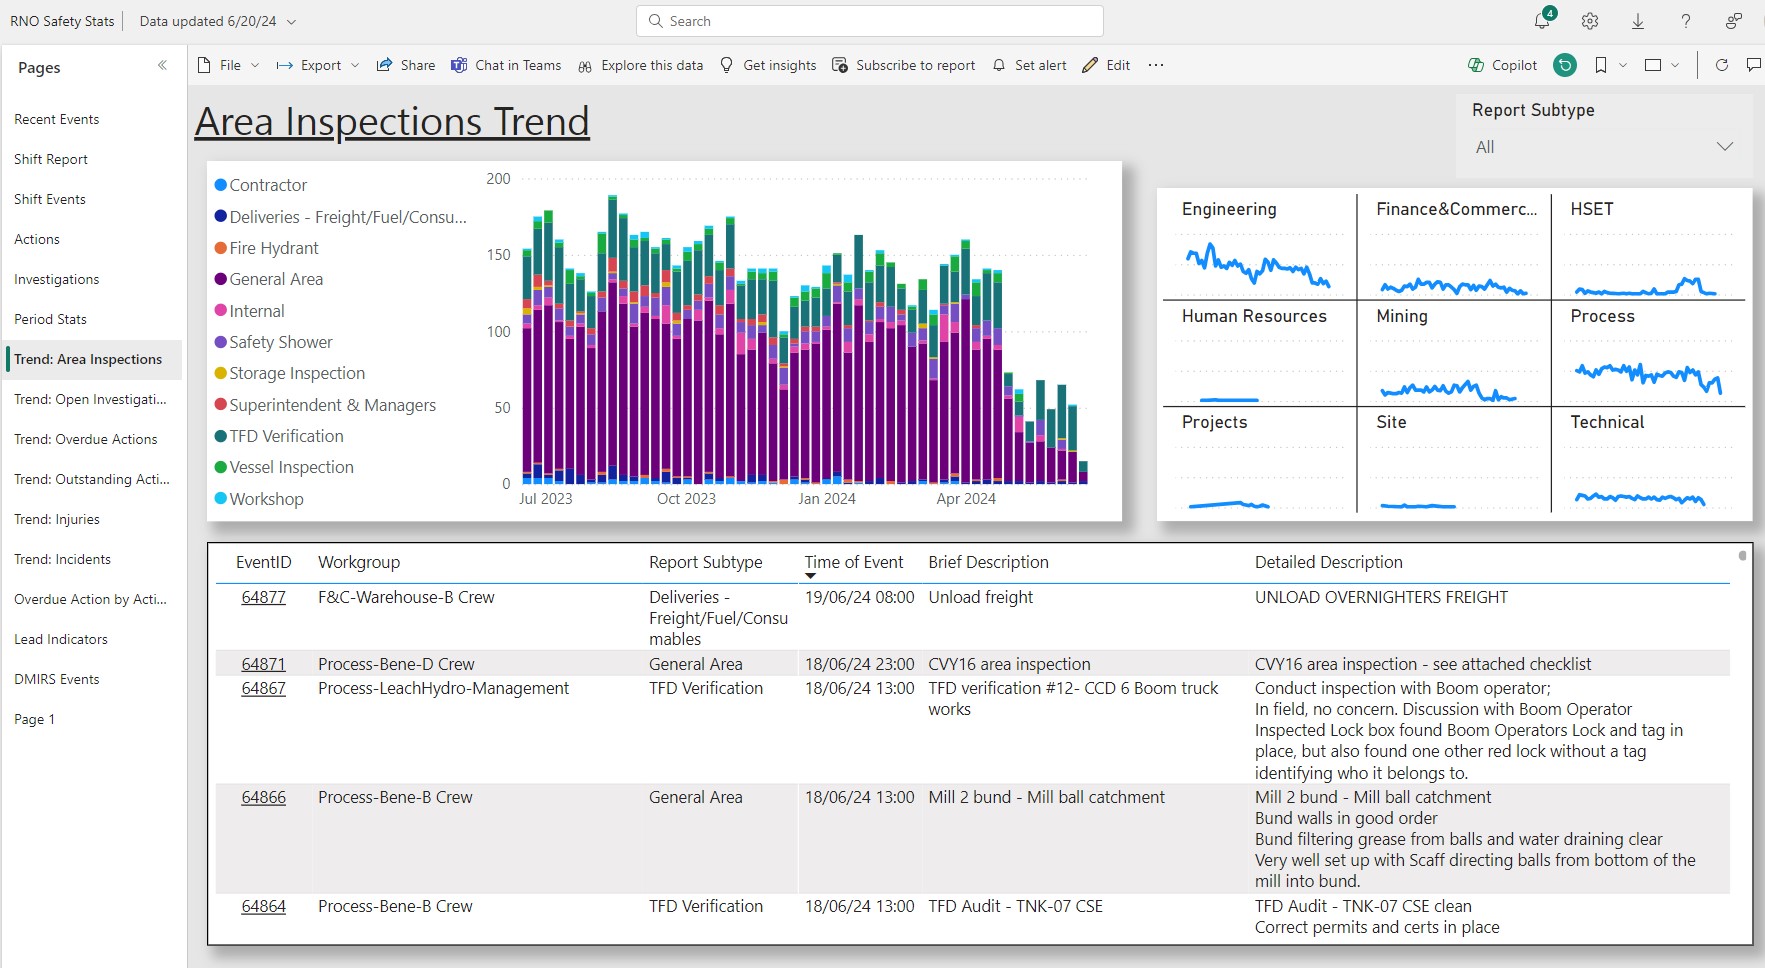 RNO Safety Stats
Data updated 6/20/24
Search
4
Pages
Recent Events
Shift Report
Shift Events
Actions
Investigations
Period Stats
Trend: Area Inspections
Trend: Open Investigati...
Trend: Overdue Actions
Trend: Outstanding Acti...
Trend: Injuries
Trend: Incidents
Overdue Action by Acti...
Lead Indicators
DMIRS Events
Page 1
File
Export
Share
Chat in Teams
Explore this data
Get insights
Subscribe to report
Set alert
Edit
Copilot
Area Inspections Trend
Report Subtype
All
Contractor
Deliveries - Freight/Fuel/Consu...
Fire Hydrant
General Area
Internal
Safety Shower
Storage Inspection
Superintendent & Managers
TFD Verification
Vessel Inspection
Workshop
200
150
100
50
0
Jul 2023
Oct 2023
Jan 2024
Apr 2024
Engineering
Finance&Commerc...
HSET
Human Resources
Mining
Process
Projects
Site
Technical
EventID Workgroup Report Subtype Time of Event Brief Description Detailed Description
64877 F&C-Warehouse-B Crew Deliveries - 19/06/24 08:00 Unload freight UNLOAD OVERNIGHTERS FREIGHT
Freight/Fuel/Consu
mables
64871 Process-Bene-D Crew General Area 18/06/24 23:00 CVY16 area inspection CVY16 area inspection - see attached checklist
64867 Process-LeachHydro-Management TFD Verification 18/06/24 13:00 TFD verification #12- CCD 6 Boom truck Conduct inspection with Boom operator;
works In field, no concern. Discussion with Boom Operator
Inspected Lock box found Boom Operators Lock and tag in
place, but also found one other red lock without a tag
identifying who it belongs to.
64866 Process-Bene-B Crew General Area 18/06/24 13:00 Mill 2 bund - Mill ball catchment Mill 2 bund - Mill ball catchment
Bund walls in good order
Bund filtering grease from balls and water draining clear
Very well set up with Scaff directing balls from bottom of the
mill into bund.
64864 Process-Bene-B Crew TFD Verification 18/06/24 13:00 TFD Audit - TNK-07 CSE TFD Audit - TNK-07 CSE clean
Correct permits and certs in place